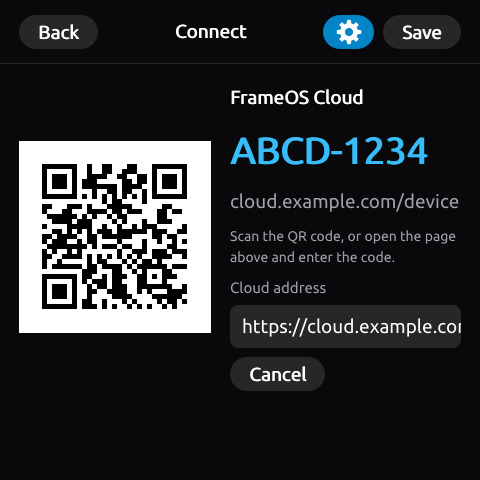 Back
Connect
Save
FrameOS Cloud
ABCD-1234
cloud.example.com/device
Scan the QR code, or open the page
above and enter the code.
Cloud address
https://cloud.example.com
Cancel